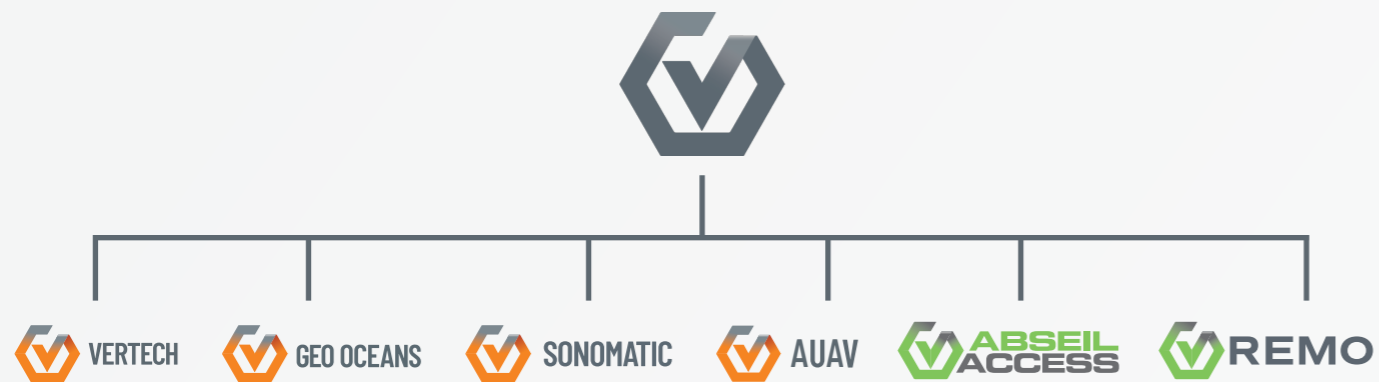 VERTECH
GEO OCEANS
SONOMATIC
AUAV
ABSEIL
ACCESS
REMO